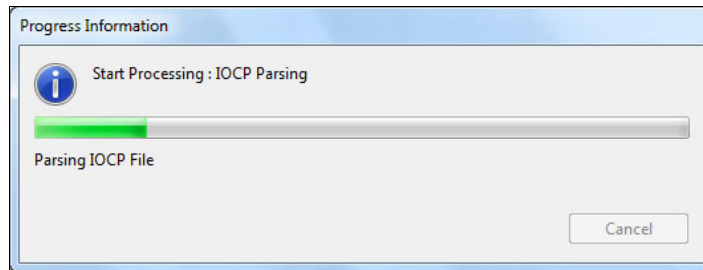 Progress Information
Start Processing : IOCP Parsing
Parsing IOCP File
Cancel